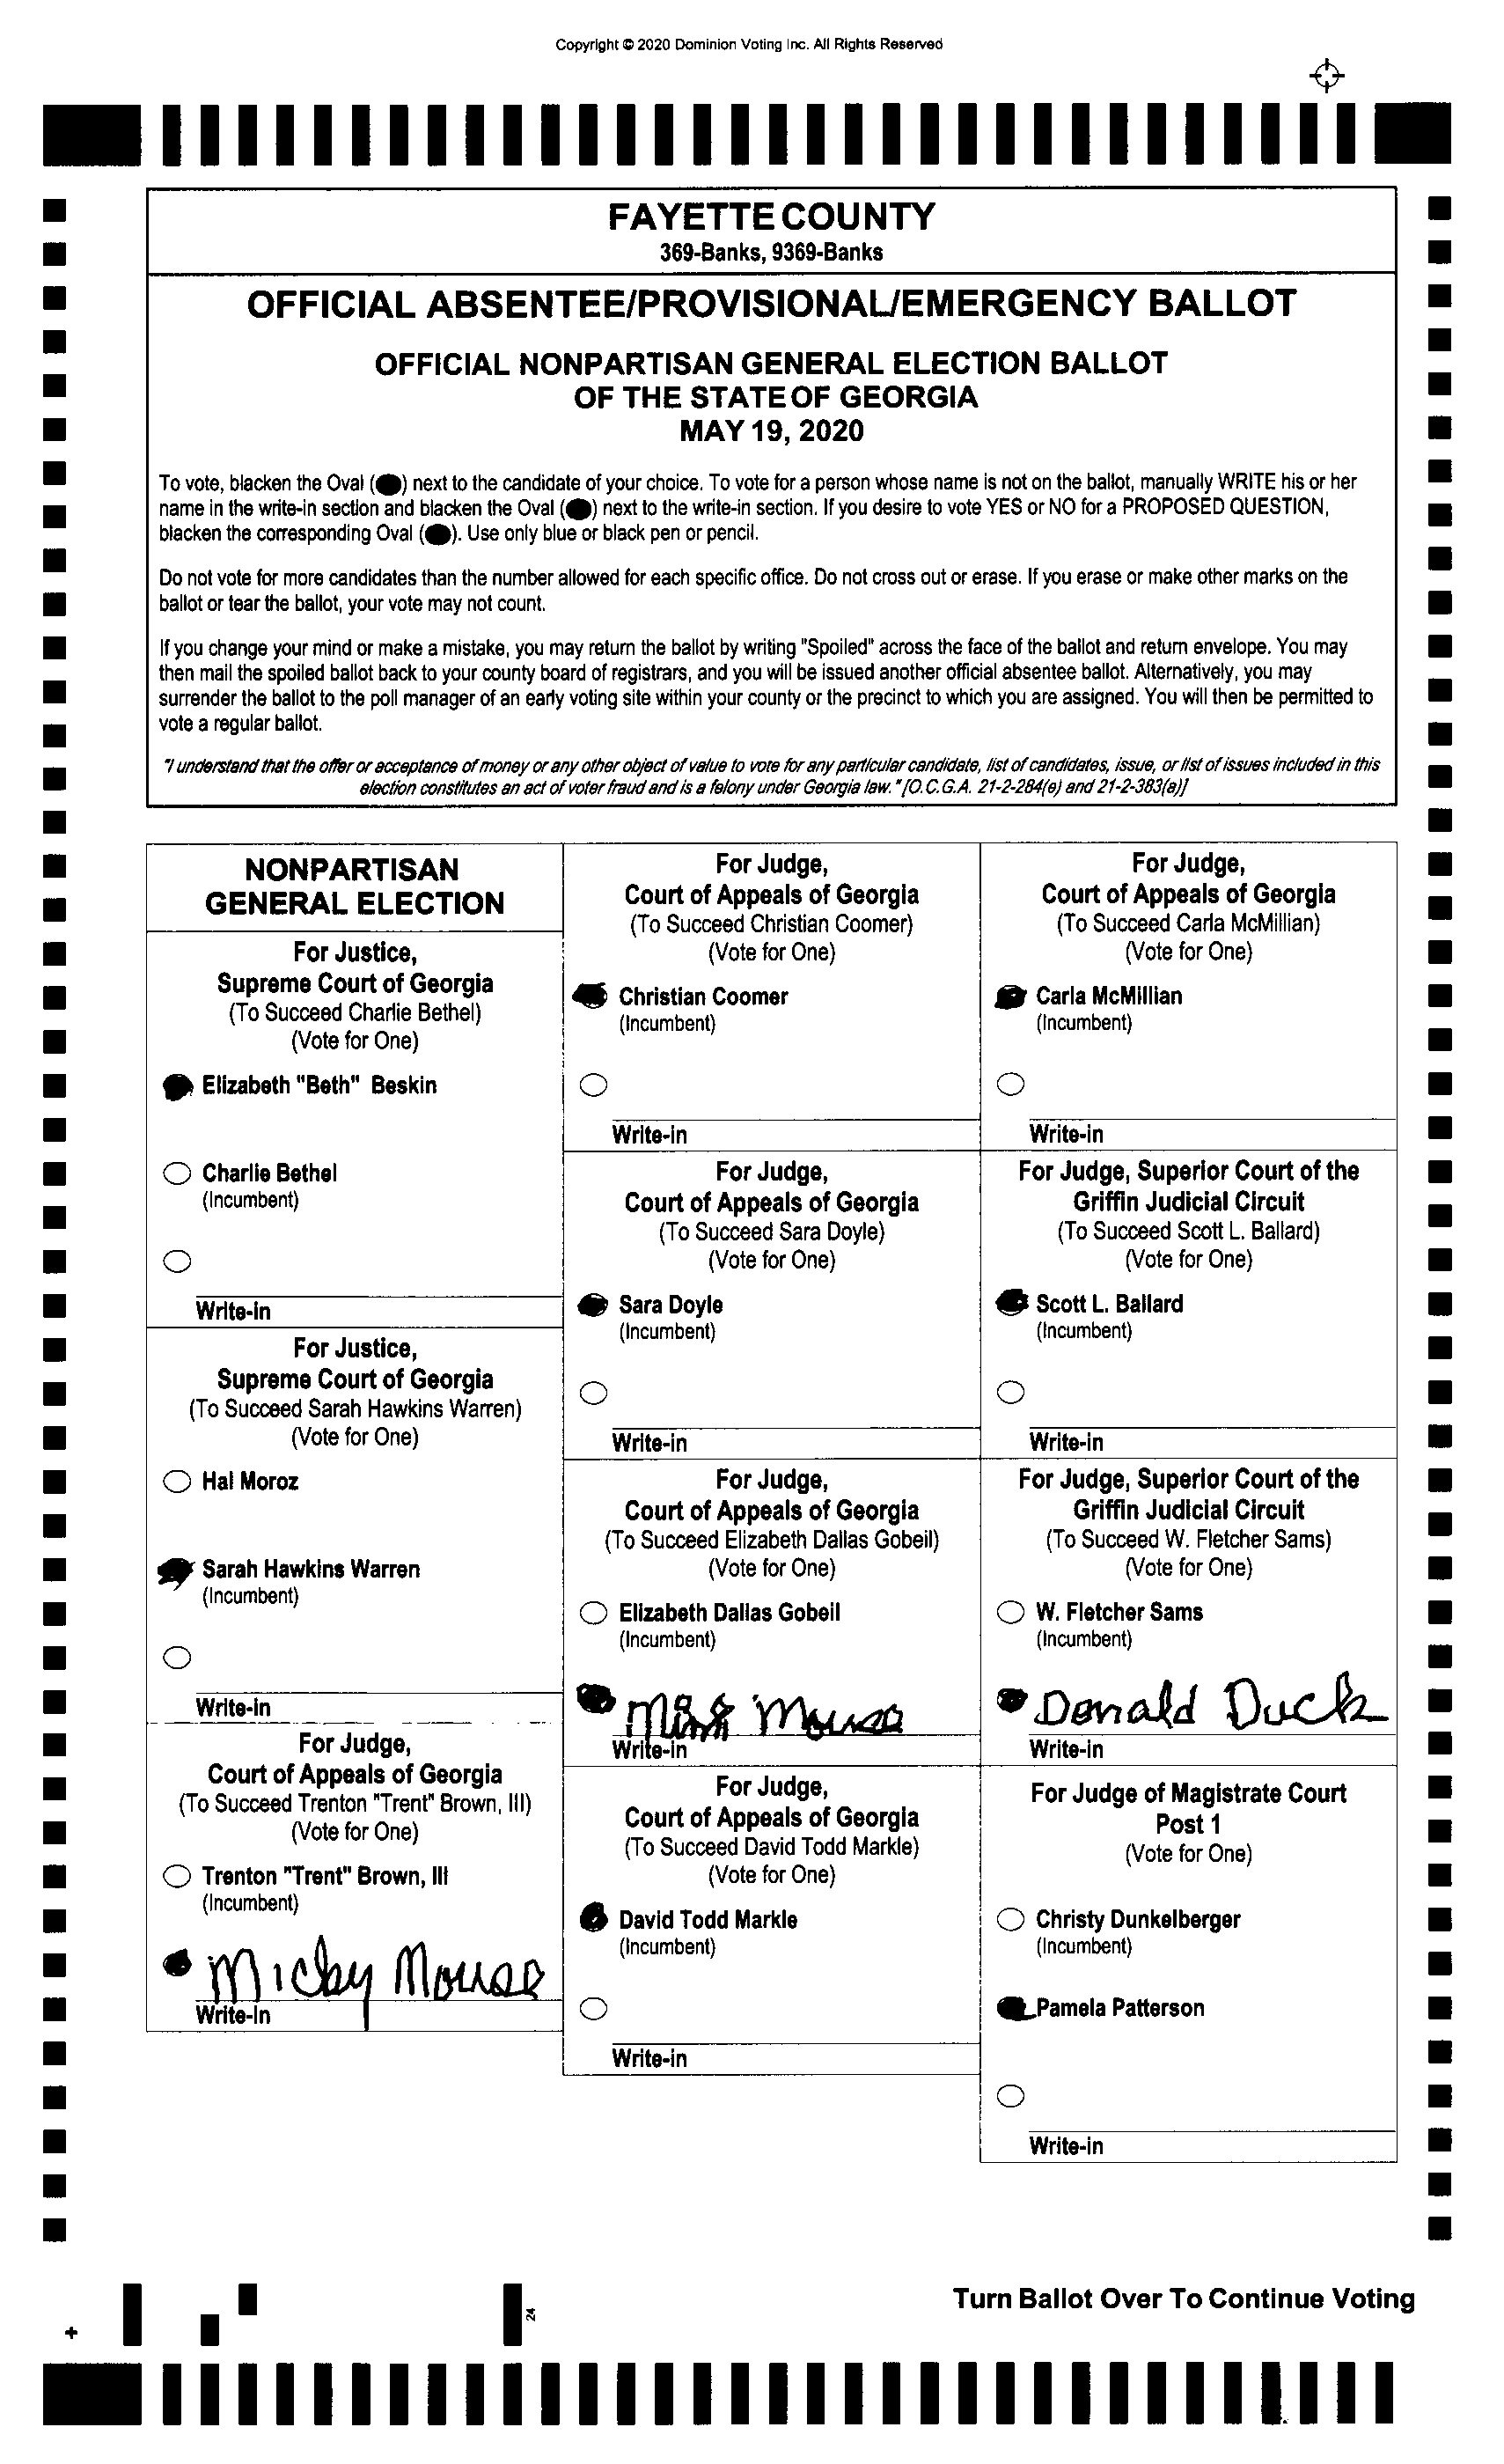 Copyright © 2020 Dominion Voting Inc. All Rights Reserved
FAYETTE COUNTY
369-Banks, 9369-Banks
OFFICIAL ABSENTEE/PROVISIONAL/EMERGENCY BALLOT
OFFICIAL NONPARTISAN GENERAL ELECTION BALLOT
OF THE STATE OF GEORGIA
MAY 19, 2020
To vote, blacken the Oval ( ) next to the candidate of your choice. To vote for a person whose name is not on the ballot, manually WRITE his or her
name in the write-in section and blacken the Oval ( ) next to the write-in section. If you desire to vote YES or NO for a PROPOSED QUESTION,
blacken the corresponding Oval ( ). Use only blue or black pen or pencil.
Do not vote for more candidates than the number allowed for each specific office. Do not cross out or erase. If you erase or make other marks on the
ballot or tear the ballot, your vote may not count.
If you change your mind or make a mistake, you may return the ballot by writing "Spoiled" across the face of the ballot and return envelope. You may
then mail the spoiled ballot back to your county board of registrars, and you will be issued another official absentee ballot. Alternatively, you may
surrender the ballot to the poll manager of an early voting site within your county or the precinct to which you are assigned. You will then be permitted to
vote a regular ballot.
"I understand that the offer or acceptance of money or any other object of value to vote for any particular candidate, list of candidates, issue, or list of issues included in this
election constitutes an act of voter fraud and is a felony under Georgia law." [O.C.G.A. 21-2-284(e) and 21-2-383(a)]
NONPARTISAN
GENERAL ELECTION
For Justice,
Supreme Court of Georgia
(To Succeed Charlie Bethel)
(Vote for One)
Elizabeth "Beth" Beskin
Charlie Bethel
(Incumbent)
Write-in
For Justice,
Supreme Court of Georgia
(To Succeed Sarah Hawkins Warren)
(Vote for One)
Hal Moroz
Sarah Hawkins Warren
(Incumbent)
Write-in
For Judge,
Court of Appeals of Georgia
(To Succeed Trenton "Trent" Brown, III)
(Vote for One)
Trenton "Trent" Brown, III
(Incumbent)
Micky Mouse
Write-in
For Judge,
Court of Appeals of Georgia
(To Succeed Christian Coomer)
(Vote for One)
Christian Coomer
(Incumbent)
Write-in
For Judge,
Court of Appeals of Georgia
(To Succeed Sara Doyle)
(Vote for One)
Sara Doyle
(Incumbent)
Write-in
For Judge,
Court of Appeals of Georgia
(To Succeed Elizabeth Dallas Gobeil)
(Vote for One)
Elizabeth Dallas Gobeil
(Incumbent)
Mouse
Write-in
For Judge,
Court of Appeals of Georgia
(To Succeed David Todd Markle)
(Vote for One)
David Todd Markle
(Incumbent)
Write-in
For Judge,
Court of Appeals of Georgia
(To Succeed Carla McMillian)
(Vote for One)
Carla McMillian
(Incumbent)
Write-in
For Judge, Superior Court of the
Griffin Judicial Circuit
(To Succeed Scott L. Ballard)
(Vote for One)
Scott L. Ballard
(Incumbent)
Write-in
For Judge, Superior Court of the
Griffin Judicial Circuit
(To Succeed W. Fletcher Sams)
(Vote for One)
W. Fletcher Sams
(Incumbent)
Donald Duck
Write-in
For Judge of Magistrate Court
Post 1
(Vote for One)
Christy Dunkelberger
(Incumbent)
Pamela Patterson
Write-in
Turn Ballot Over To Continue Voting
24